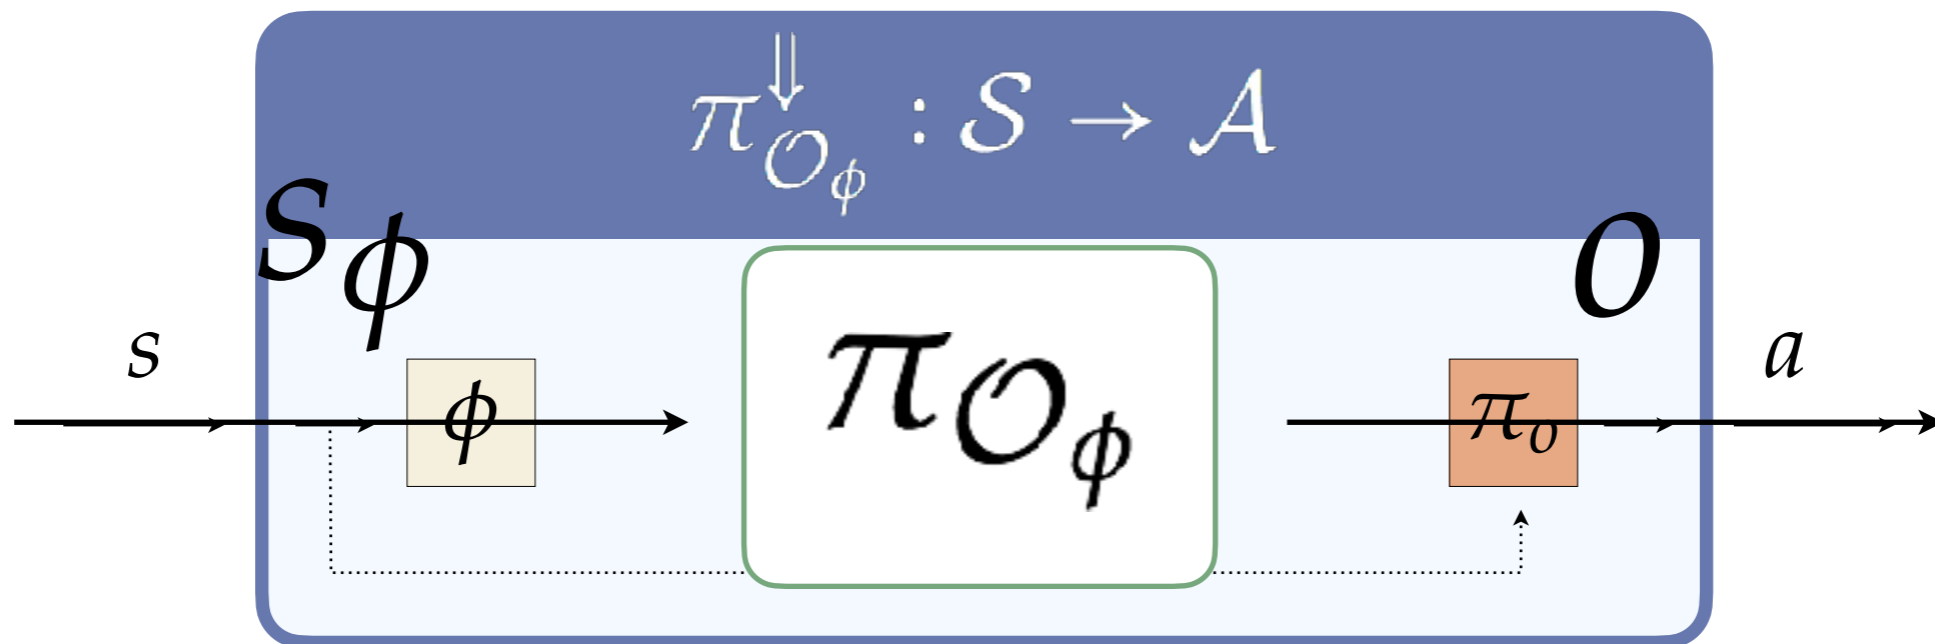 π^⇓_{𝒪_ϕ} : 𝒮 → 𝒜
s_ϕ
o
s
a
ϕ
π_{𝒪_ϕ}
π_o